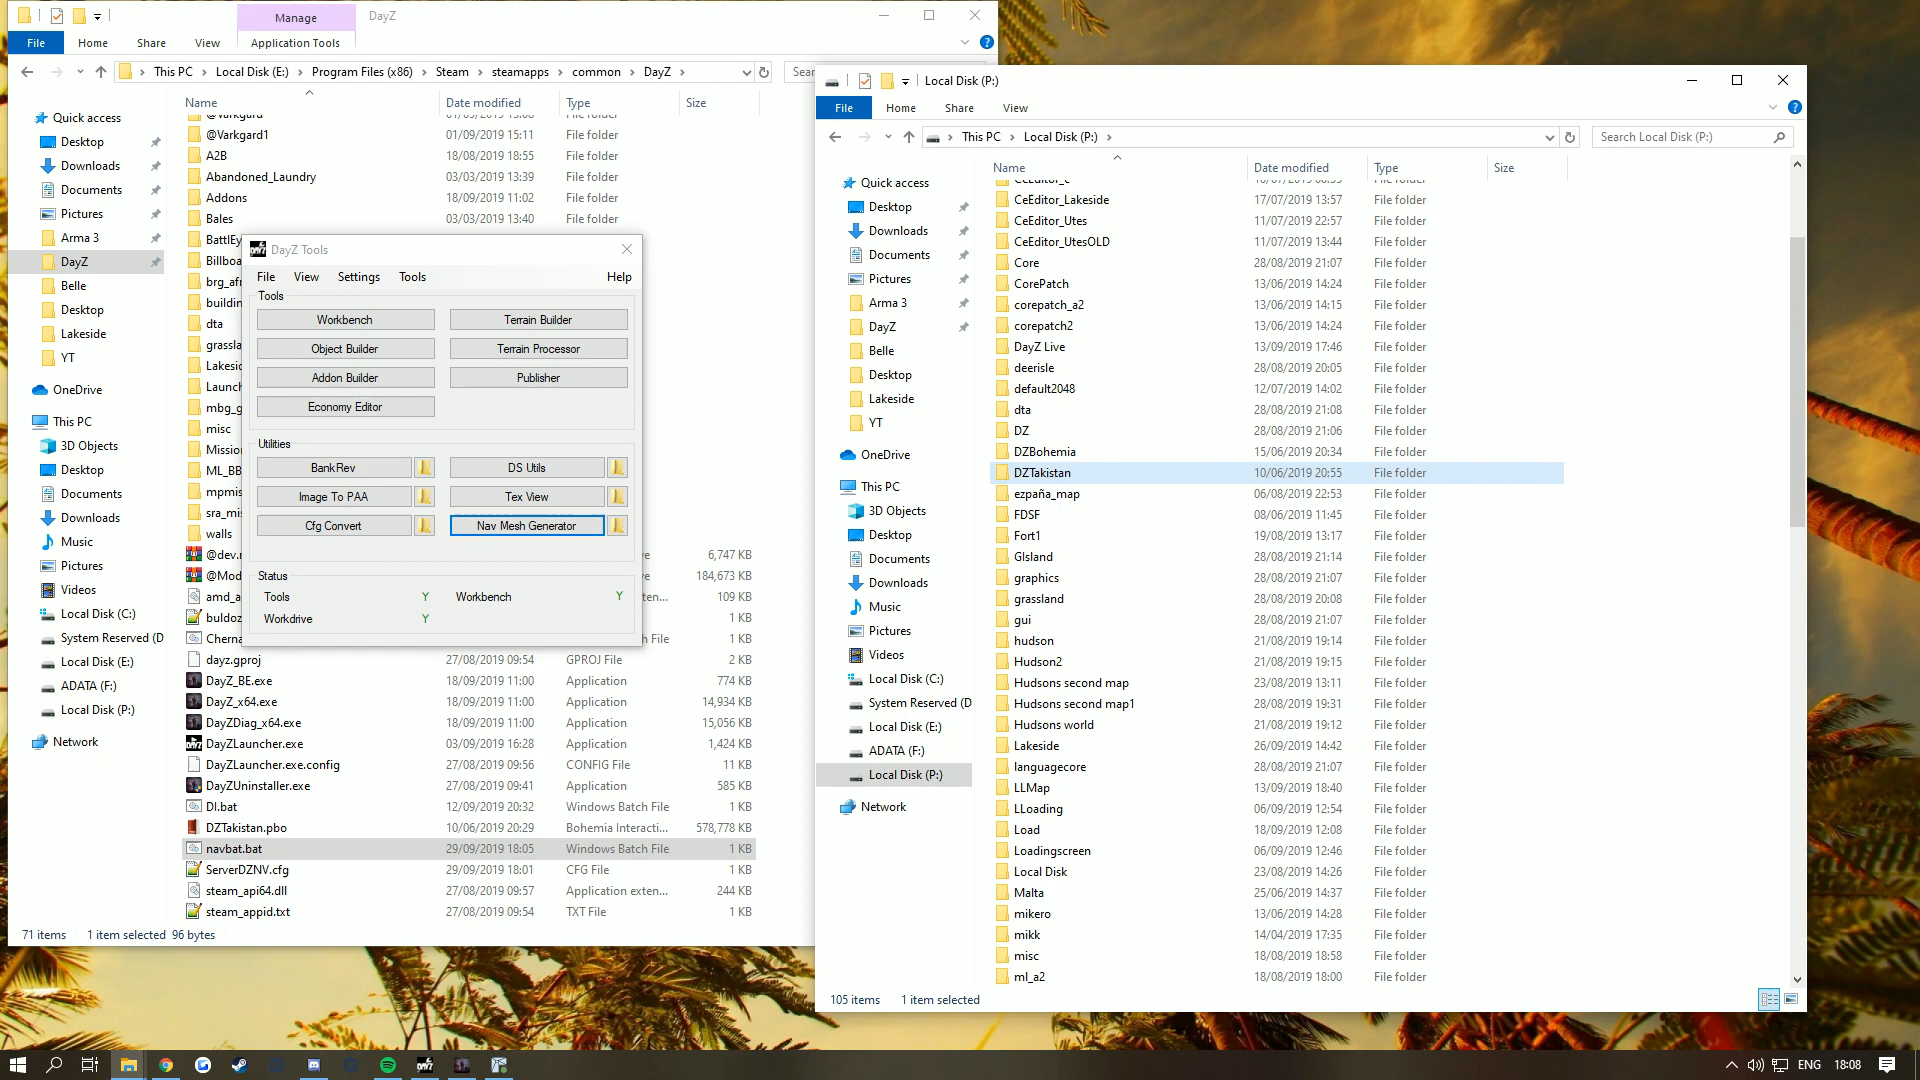 Manage
DayZ
File
Home
Share
View
Application Tools
This PC
Local Disk (E:)
Program Files (x86)
Steam
steamapps
common
DayZ
Sear
Name
Date modified
Type
Size
Quick access
Desktop
Downloads
Documents
Pictures
Arma 3
DayZ
Belle
Desktop
Lakeside
YT
OneDrive
This PC
3D Objects
Desktop
Documents
Downloads
Music
Pictures
Videos
Local Disk (C:)
System Reserved (D
Local Disk (E:)
ADATA (F:)
Local Disk (P:)
Network
@Varkgard1 01/09/2019 15:11 File folder
A2B 18/08/2019 18:55 File folder
Abandoned_Laundry 03/03/2019 13:39 File folder
Addons 18/09/2019 11:02 File folder
Bales 03/03/2019 13:40 File folder
BattlEy
Billboa
brg_afr
buildin
dta
grassla
Lakesid
Launch
mbg_g
misc
Mission
ML_BB
mpmis
sra_mis
walls
@dev.r ve 6,747 KB
@Mod ve 184,673 KB
amd_a ten... 109 KB
buldoz 1 KB
Cherna h File 1 KB
dayz.gproj 27/08/2019 09:54 GPROJ File 2 KB
DayZ_BE.exe 18/09/2019 11:00 Application 774 KB
DayZ_x64.exe 18/09/2019 11:00 Application 14,934 KB
DayZDiag_x64.exe 18/09/2019 11:00 Application 15,056 KB
DayZLauncher.exe 03/09/2019 16:28 Application 1,424 KB
DayZLauncher.exe.config 27/08/2019 09:56 CONFIG File 11 KB
DayZUninstaller.exe 27/08/2019 09:41 Application 585 KB
DI.bat 12/09/2019 20:32 Windows Batch File 1 KB
DZTakistan.pbo 10/06/2019 20:29 Bohemia Interacti... 578,778 KB
navbat.bat 29/09/2019 18:05 Windows Batch File 1 KB
ServerDZNV.cfg 29/09/2019 18:01 CFG File 1 KB
steam_api64.dll 27/08/2019 09:57 Application exten... 244 KB
steam_appid.txt 27/08/2019 09:54 TXT File 1 KB
71 items 1 item selected 96 bytes
DayZ Tools
File View Settings Tools Help
Tools
Workbench Terrain Builder
Object Builder Terrain Processor
Addon Builder Publisher
Economy Editor
Utilities
BankRev DS Utils
Image To PAA Tex View
Cfg Convert Nav Mesh Generator
Status
Tools Y Workbench Y
Workdrive Y
Local Disk (P:)
File
Home
Share
View
This PC
Local Disk (P:)
Search Local Disk (P:)
Name
Date modified
Type
Size
Quick access
Desktop
Downloads
Documents
Pictures
Arma 3
DayZ
Belle
Desktop
Lakeside
YT
OneDrive
This PC
3D Objects
Desktop
Documents
Downloads
Music
Pictures
Videos
Local Disk (C:)
System Reserved (D
Local Disk (E:)
ADATA (F:)
Local Disk (P:)
Network
CeEditor_Lakeside 17/07/2019 13:57 File folder
CeEditor_Utes 11/07/2019 22:57 File folder
CeEditor_UtesOLD 11/07/2019 13:44 File folder
Core 28/08/2019 21:07 File folder
CorePatch 13/06/2019 14:24 File folder
corepatch_a2 13/06/2019 14:15 File folder
corepatch2 13/06/2019 14:24 File folder
DayZ Live 13/09/2019 17:46 File folder
deerisle 28/08/2019 20:05 File folder
default2048 12/07/2019 14:02 File folder
dta 28/08/2019 21:08 File folder
DZ 28/08/2019 21:06 File folder
DZBohemia 15/06/2019 20:34 File folder
DZTakistan 10/06/2019 20:55 File folder
ezpaña_map 06/08/2019 22:53 File folder
FDSF 08/06/2019 11:45 File folder
Fort1 19/08/2019 13:17 File folder
GIsland 28/08/2019 21:14 File folder
graphics 28/08/2019 21:07 File folder
grassland 28/08/2019 20:08 File folder
gui 28/08/2019 21:07 File folder
hudson 21/08/2019 19:14 File folder
Hudson2 21/08/2019 19:15 File folder
Hudsons second map 23/08/2019 13:11 File folder
Hudsons second map1 28/08/2019 19:31 File folder
Hudsons world 21/08/2019 19:12 File folder
Lakeside 26/09/2019 14:42 File folder
languagecore 28/08/2019 21:07 File folder
LLMap 13/09/2019 18:40 File folder
LLoading 06/09/2019 12:54 File folder
Load 18/09/2019 12:08 File folder
Loadingscreen 06/09/2019 12:46 File folder
Local Disk 23/08/2019 14:26 File folder
Malta 25/06/2019 14:37 File folder
mikero 13/06/2019 14:28 File folder
mikk 14/04/2019 17:35 File folder
misc 18/08/2019 18:58 File folder
ml_a2 18/08/2019 18:00 File folder
105 items 1 item selected
ENG 18:08